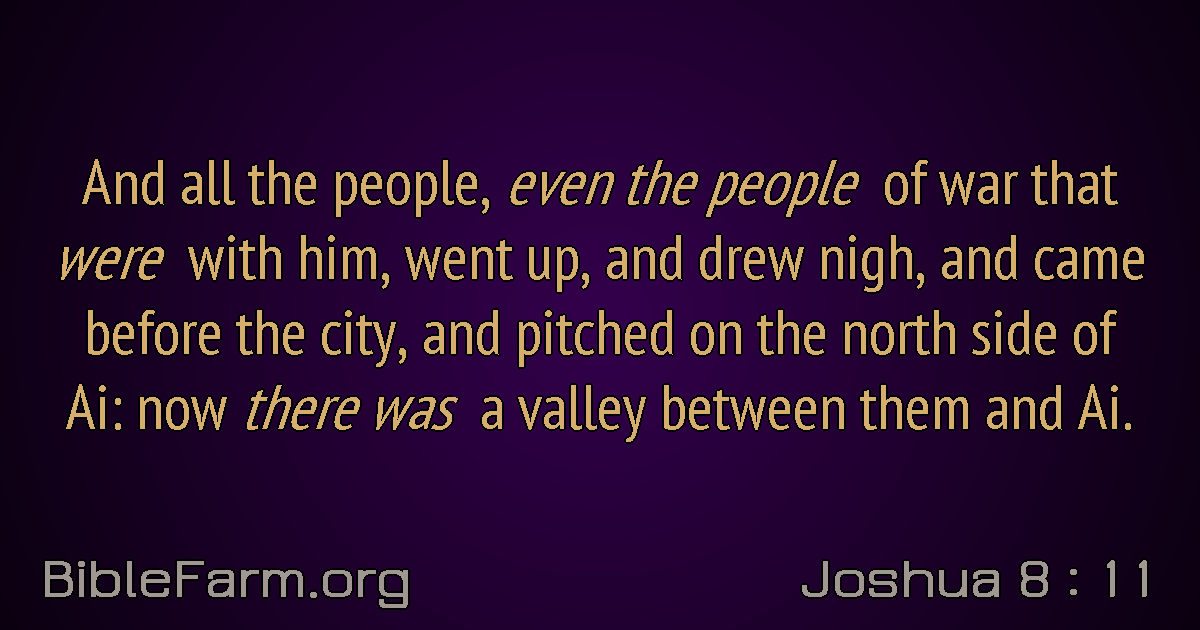 And all the people, even the people of war that
were with him, went up, and drew nigh, and came
before the city, and pitched on the north side of
Ai: now there was a valley between them and Ai.
BibleFarm.org
Joshua 8 : 11